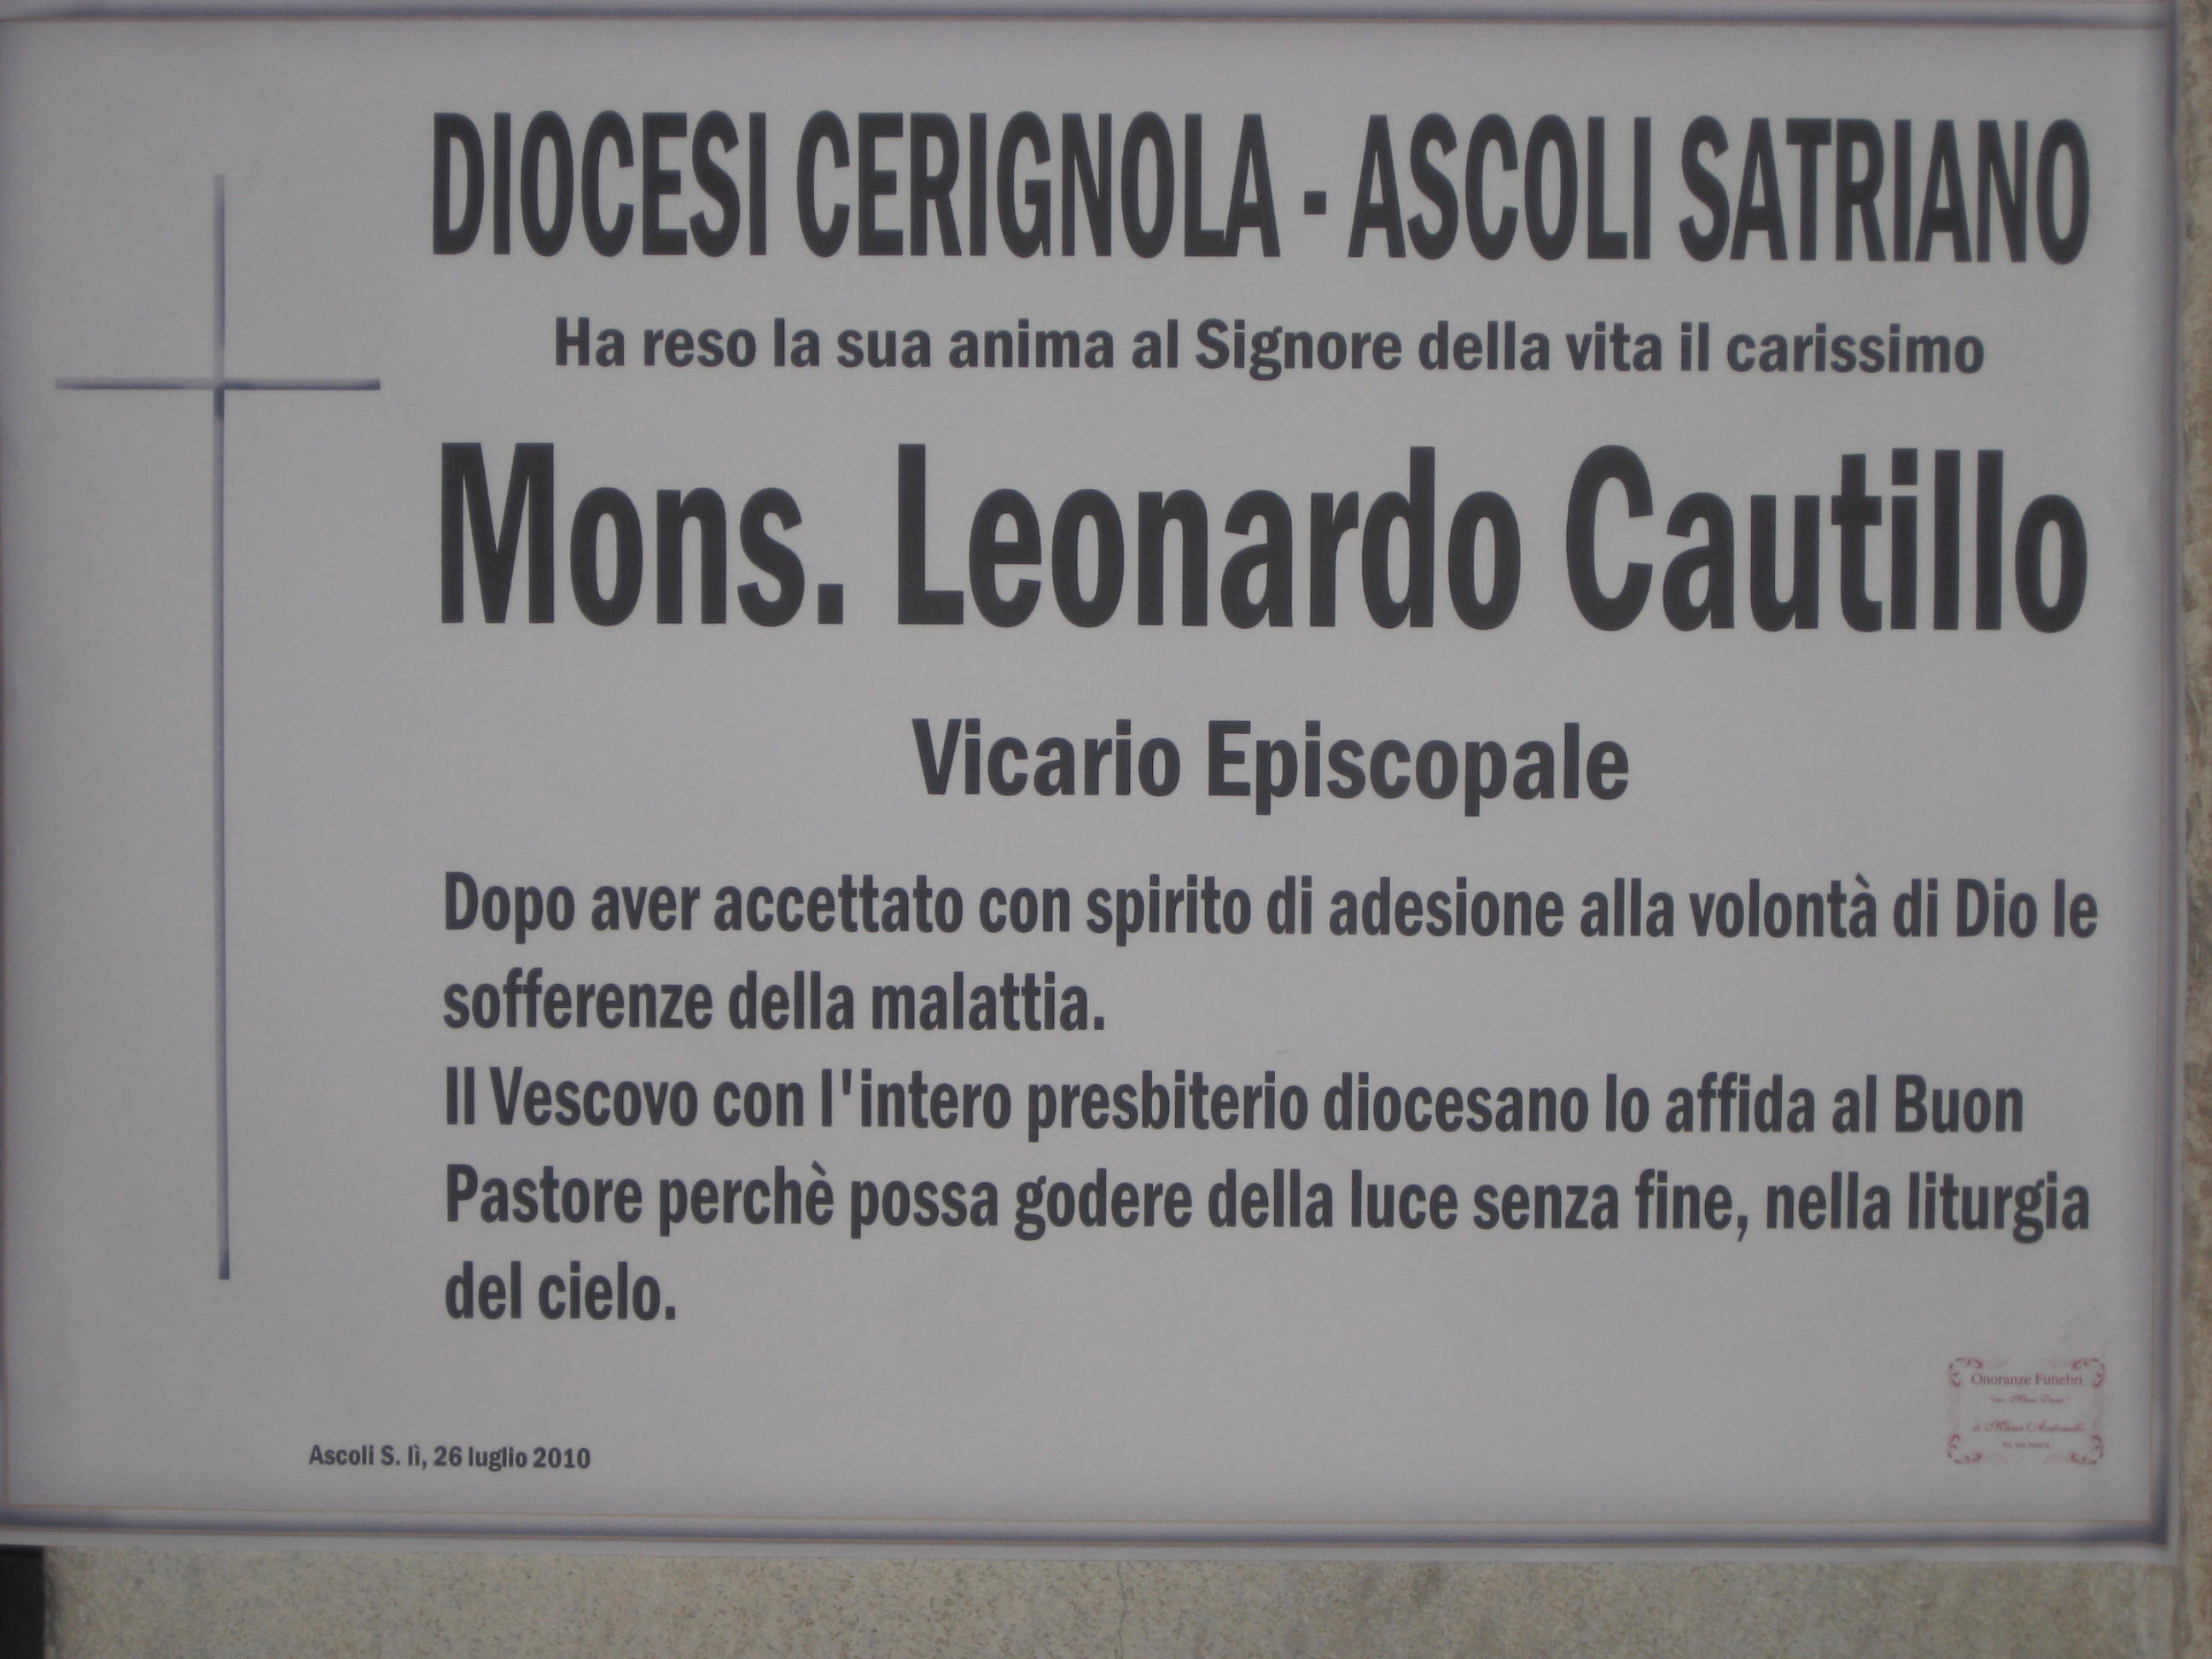 DIOCESI CERIGNOLA - ASCOLI SATRIANO
Ha reso la sua anima al Signore della vita il carissimo
Mons. Leonardo Cautillo
Vicario Episcopale
Dopo aver accettato con spirito di adesione alla volontà di Dio le
sofferenze della malattia.
Il Vescovo con l'intero presbiterio diocesano lo affida al Buon
Pastore perchè possa godere della luce senza fine, nella liturgia
del cielo.
Ascoli S. lì, 26 luglio 2010
Onoranze Funebri